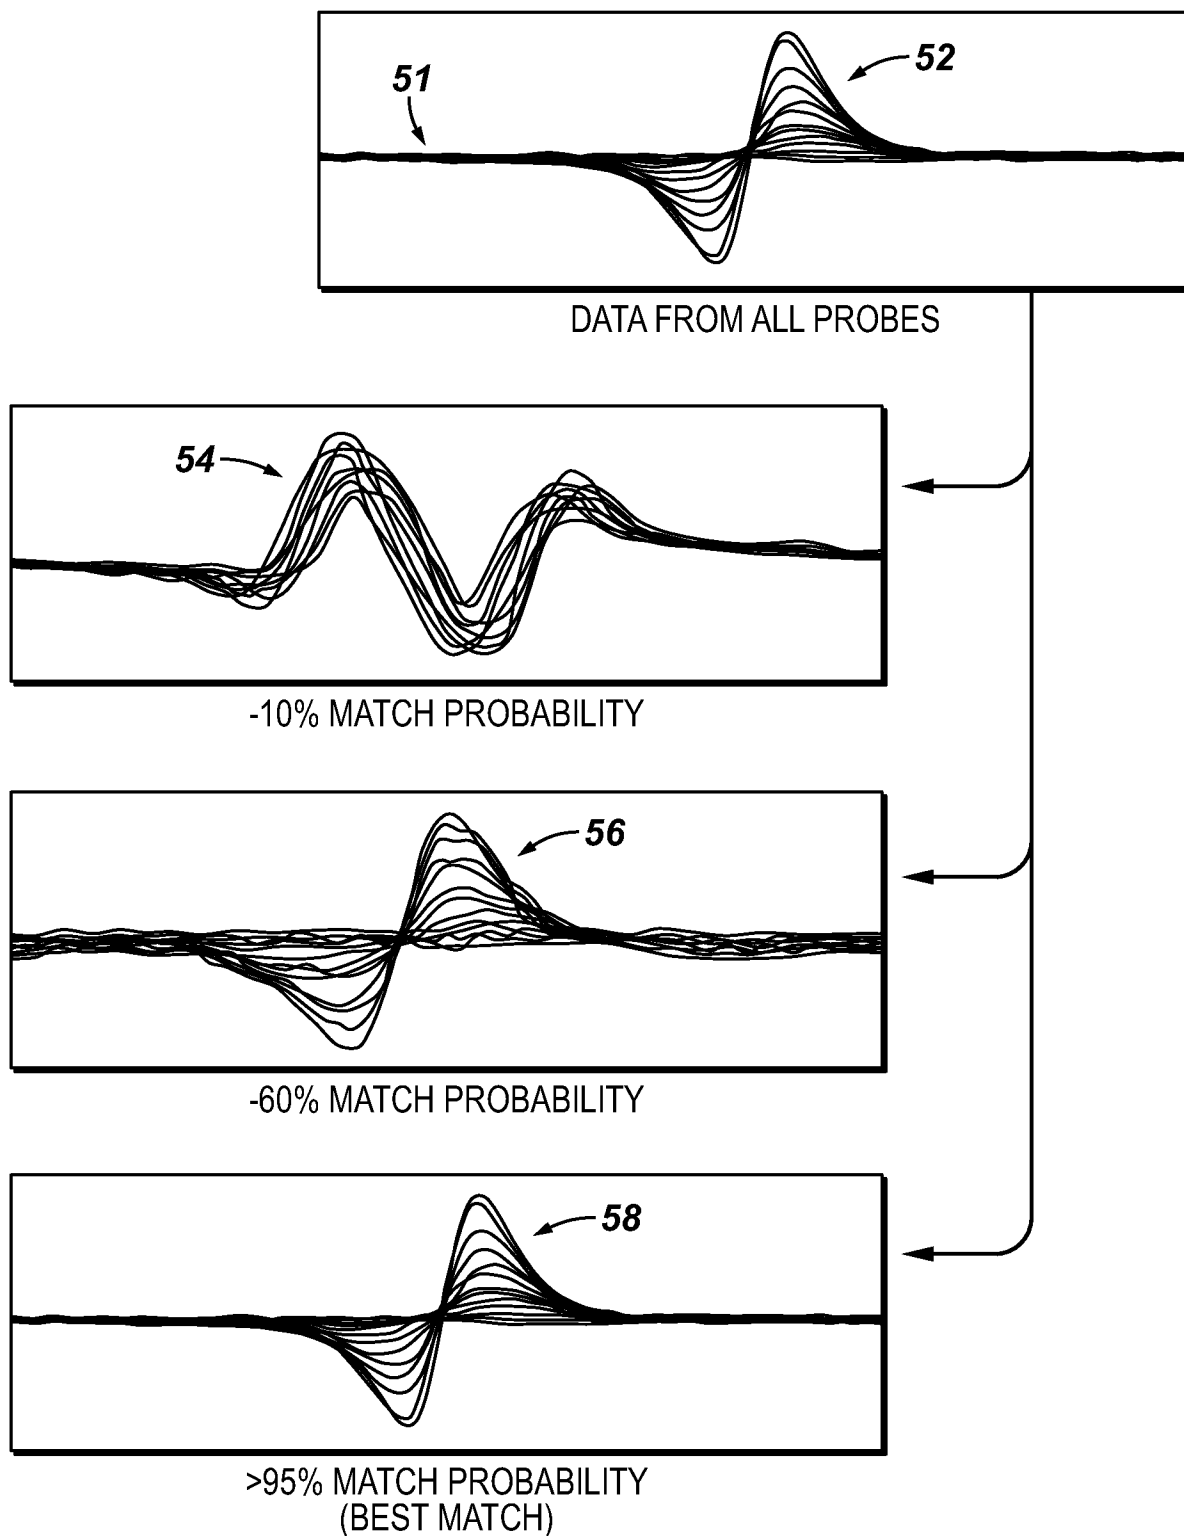 51
52
DATA FROM ALL PROBES
54
-10% MATCH PROBABILITY
56
-60% MATCH PROBABILITY
58
>95% MATCH PROBABILITY
(BEST MATCH)